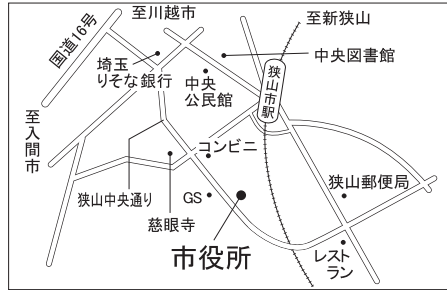 至川越市
至新狭山
国道16号
埼玉
りそな銀行
中央図書館
中央
公民館
狭山市駅
至入間市
コンビニ
狭山中央通り
慈眼寺
GS
狭山郵便局
市役所
レスト
ラン